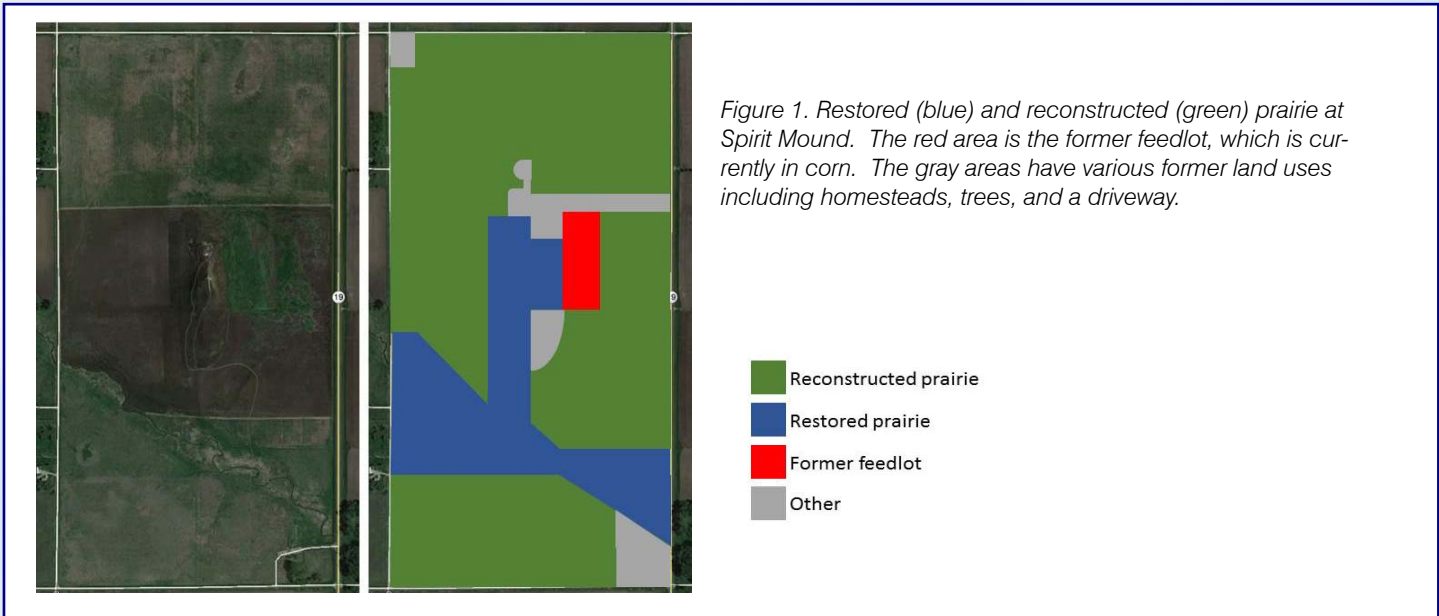 19
9
Figure 1. Restored (blue) and reconstructed (green) prairie at
Spirit Mound.  The red area is the former feedlot, which is cur-
rently in corn.  The gray areas have various former land uses
including homesteads, trees, and a driveway.
Reconstructed prairie
Restored prairie
Former feedlot
Other